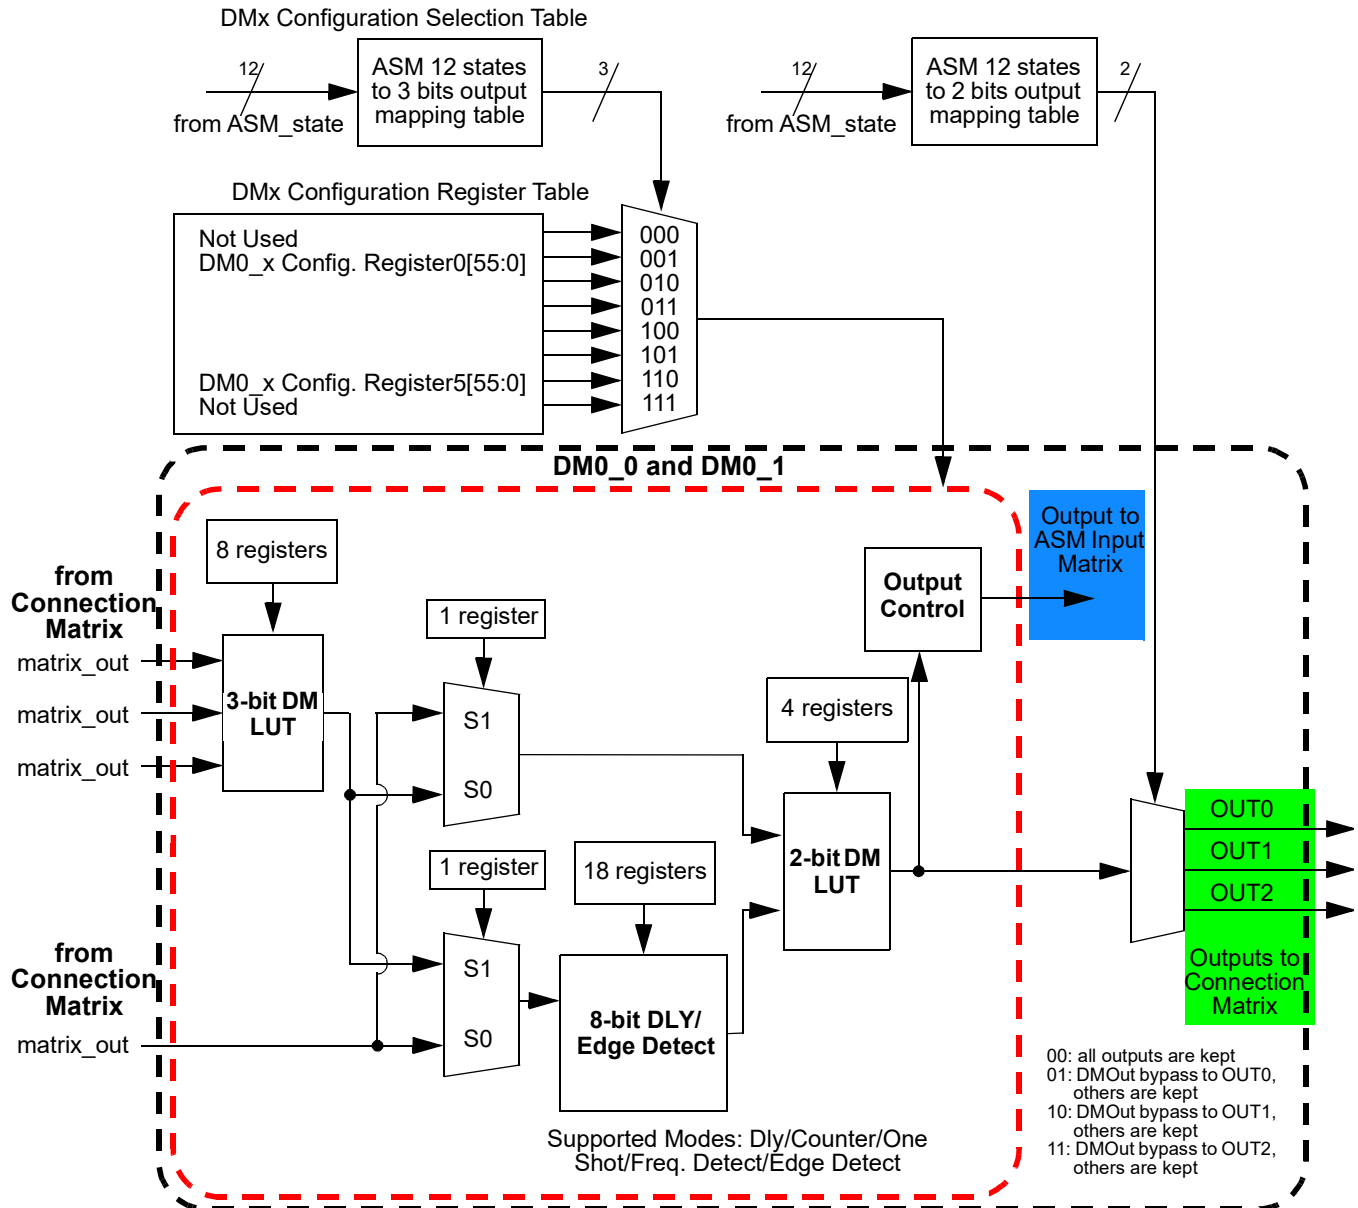 DMx Configuration Selection Table
12
ASM 12 states
to 3 bits output
mapping table
3
from ASM_state
12
ASM 12 states
to 2 bits output
mapping table
2
from ASM_state
DMx Configuration Register Table
Not Used
DM0_x Config. Register0[55:0]
DM0_x Config. Register5[55:0]
Not Used
000
001
010
011
100
101
110
111
DM0_0 and DM0_1
8 registers
from
Connection
Matrix
matrix_out
matrix_out
matrix_out
3-bit DM
LUT
1 register
S1
S0
Output
Control
Output to
ASM Input
Matrix
4 registers
2-bit DM
LUT
1 register
18 registers
from
Connection
Matrix
matrix_out
S1
S0
8-bit DLY/
Edge Detect
OUT0
OUT1
OUT2
Outputs to
Connection
Matrix
Supported Modes: Dly/Counter/One
Shot/Freq. Detect/Edge Detect
00: all outputs are kept
01: DMOut bypass to OUT0,
others are kept
10: DMOut bypass to OUT1,
others are kept
11: DMOut bypass to OUT2,
others are kept